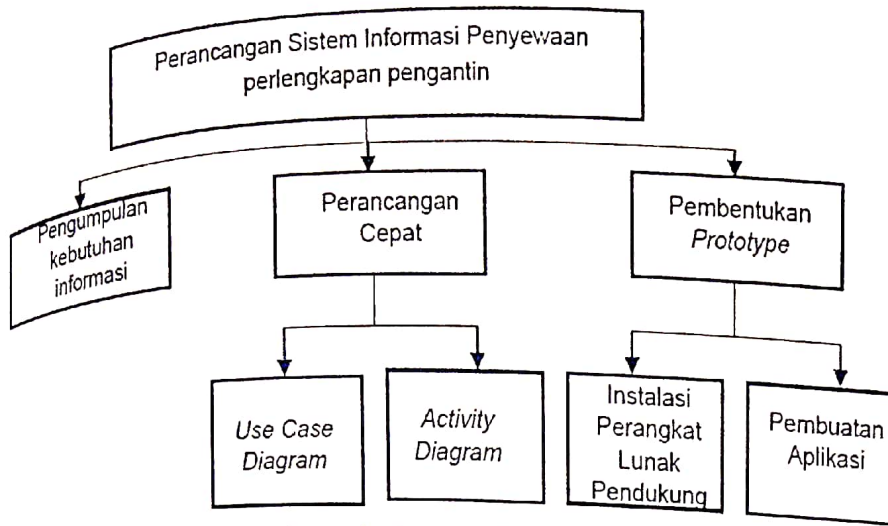 Perancangan Sistem Informasi Penyewaan
perlengkapan pengantin
Pengumpulan
kebutuhan
informasi
Perancangan
Cepat
Pembentukan
Prototype
Use Case
Diagram
Activity
Diagram
Instalasi
Perangkat
Lunak
Pendukung
Pembuatan
Aplikasi